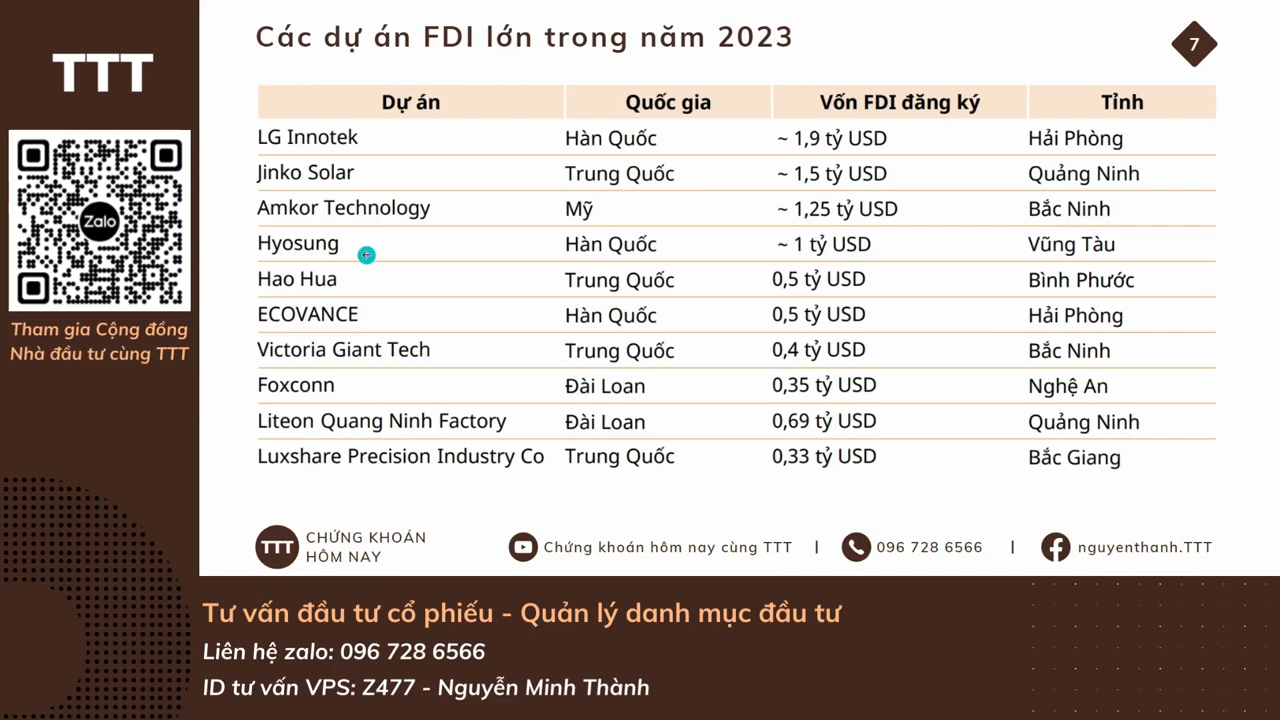 TTT
Zalo
Tham gia Cộng đồng
Nhà đầu tư cùng TTT
Các dự án FDI lớn trong năm 2023
7
Dự án Quốc gia Vốn FDI đăng ký Tỉnh
LG Innotek Hàn Quốc ~ 1,9 tỷ USD Hải Phòng
Jinko Solar Trung Quốc ~ 1,5 tỷ USD Quảng Ninh
Amkor Technology Mỹ ~ 1,25 tỷ USD Bắc Ninh
Hyosung Hàn Quốc ~ 1 tỷ USD Vũng Tàu
Hao Hua Trung Quốc 0,5 tỷ USD Bình Phước
ECOVANCE Hàn Quốc 0,5 tỷ USD Hải Phòng
Victoria Giant Tech Trung Quốc 0,4 tỷ USD Bắc Ninh
Foxconn Đài Loan 0,35 tỷ USD Nghệ An
Liteon Quang Ninh Factory Đài Loan 0,69 tỷ USD Quảng Ninh
Luxshare Precision Industry Co Trung Quốc 0,33 tỷ USD Bắc Giang
TTT CHỨNG KHOÁN
HÔM NAY
Chứng khoán hôm nay cùng TTT | 096 728 6566 | nguyenthanh.TTT
Tư vấn đầu tư cổ phiếu - Quản lý danh mục đầu tư
Liên hệ zalo: 096 728 6566
ID tư vấn VPS: Z477 - Nguyễn Minh Thành